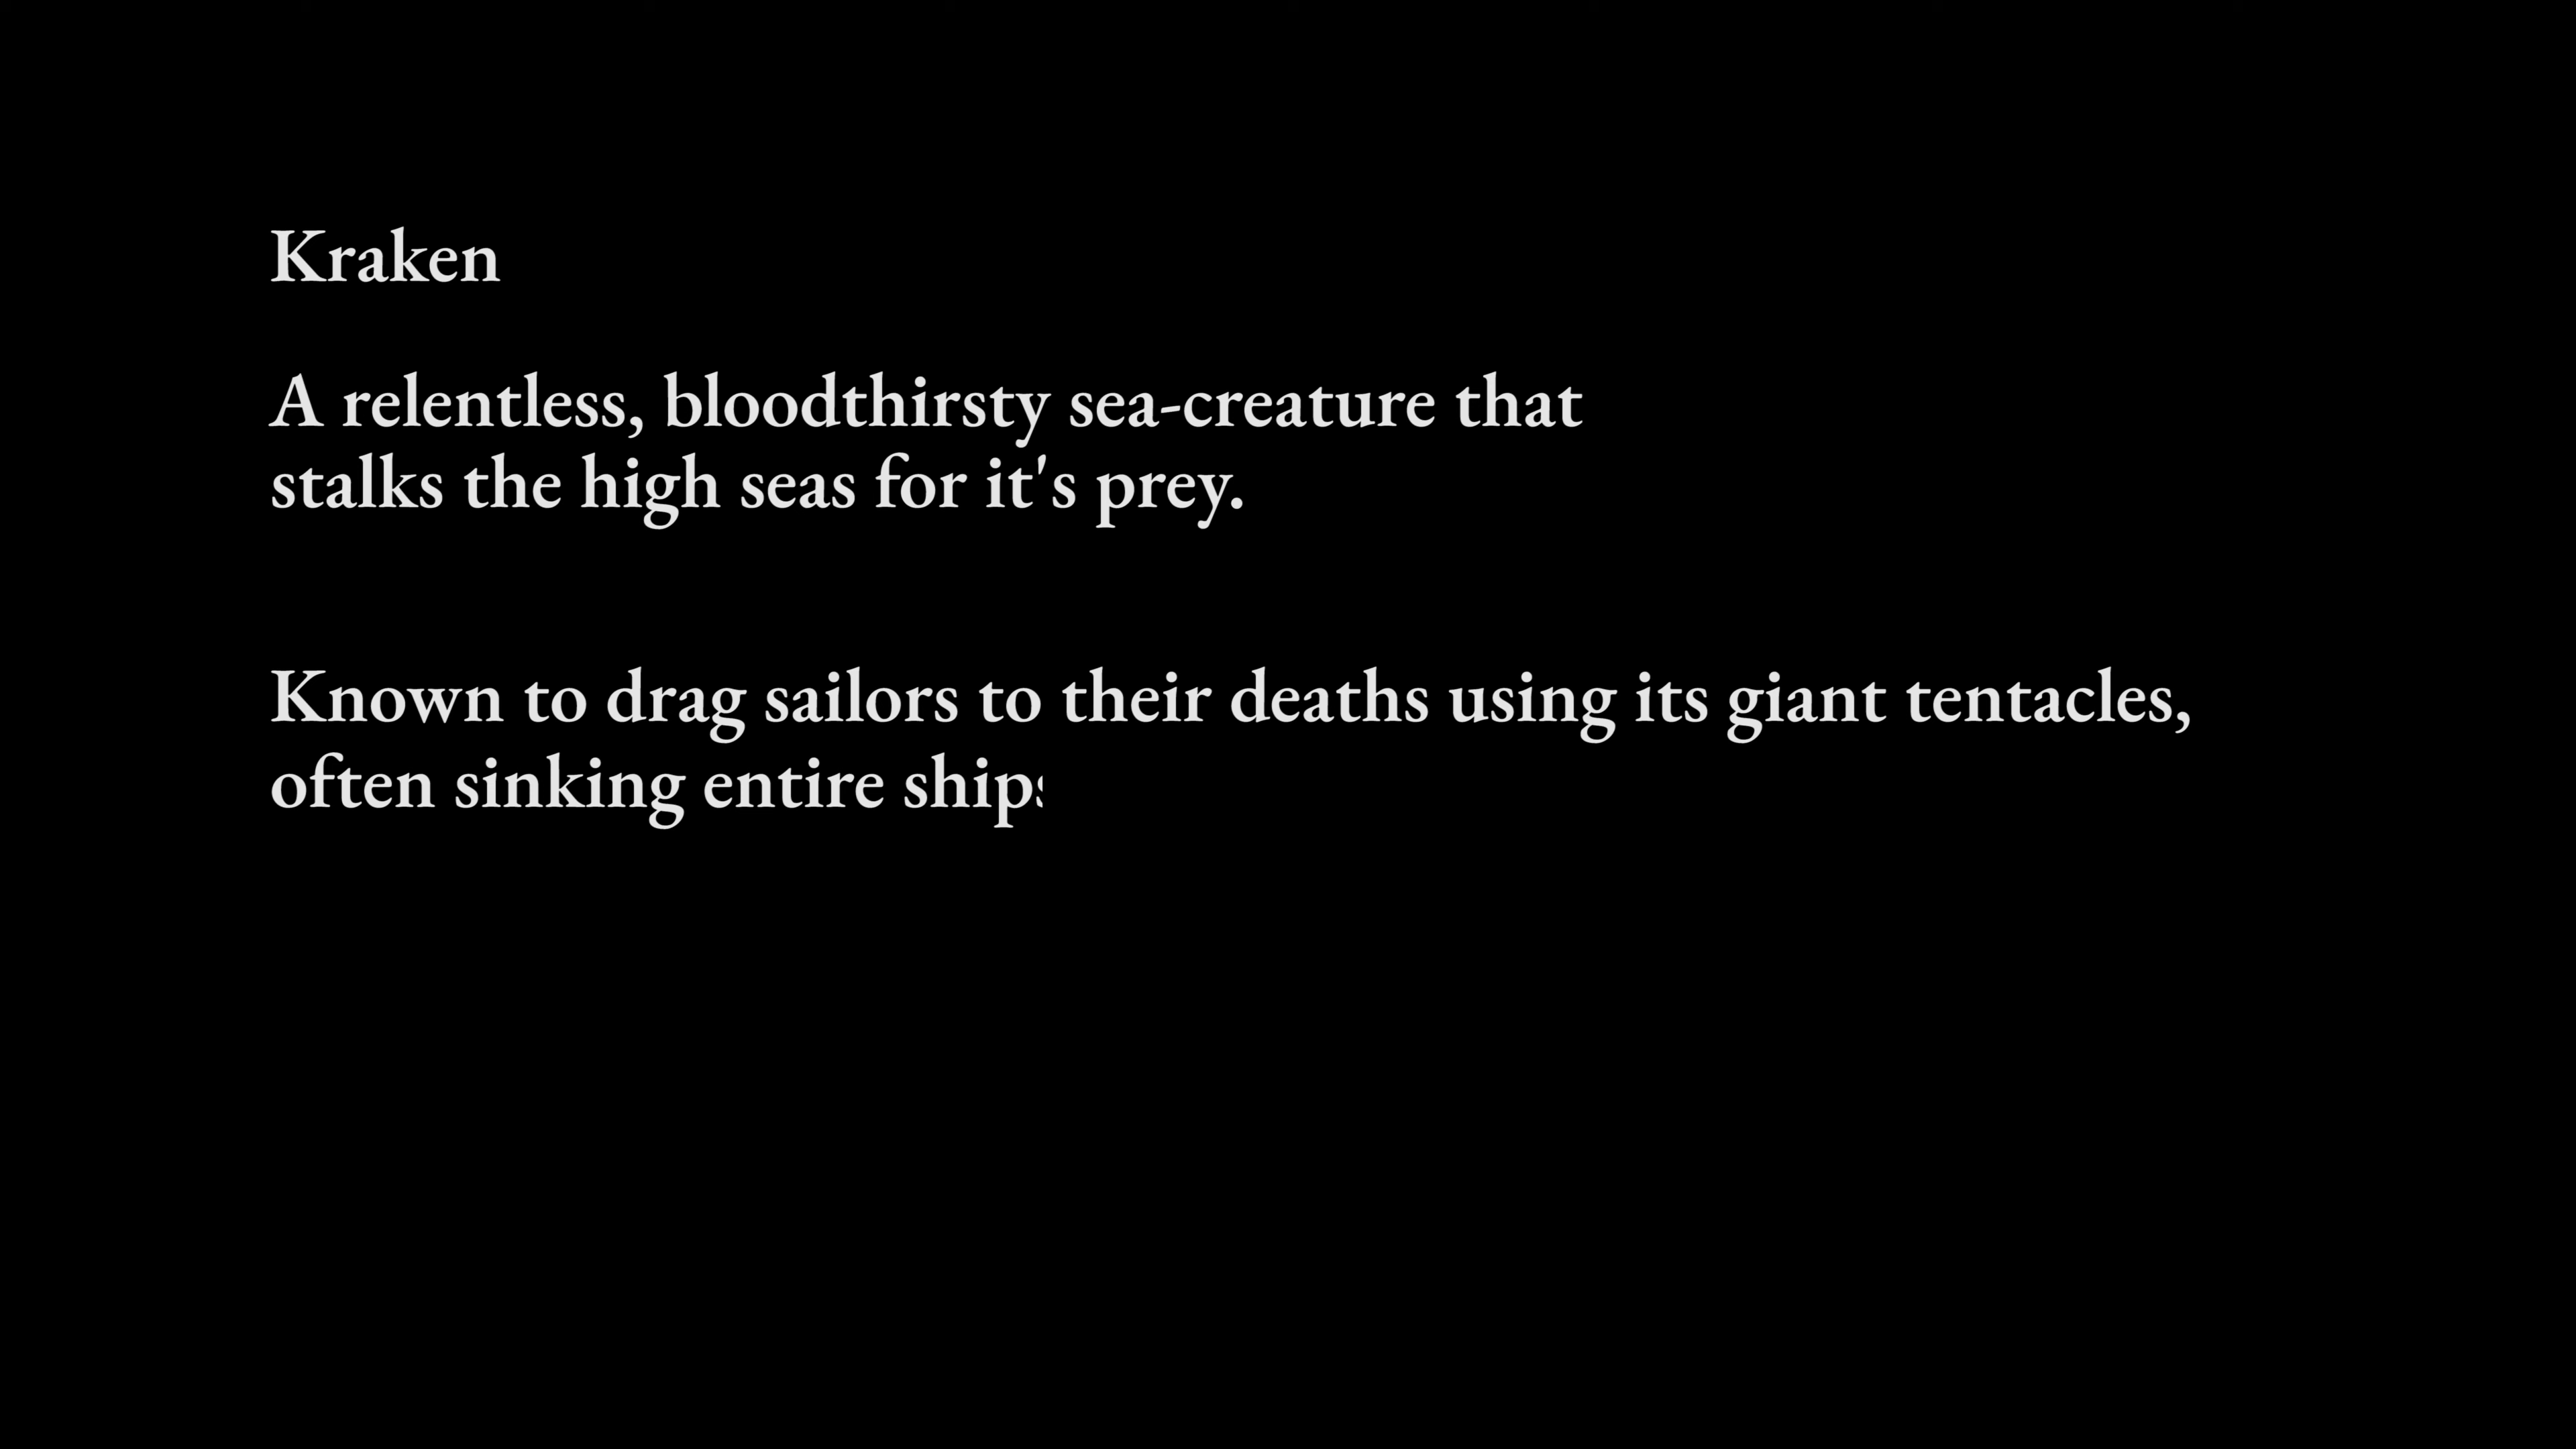 Kraken
A relentless, bloodthirsty sea-creature that
stalks the high seas for it's prey.
Known to drag sailors to their deaths using its giant tentacles,
often sinking entire ships